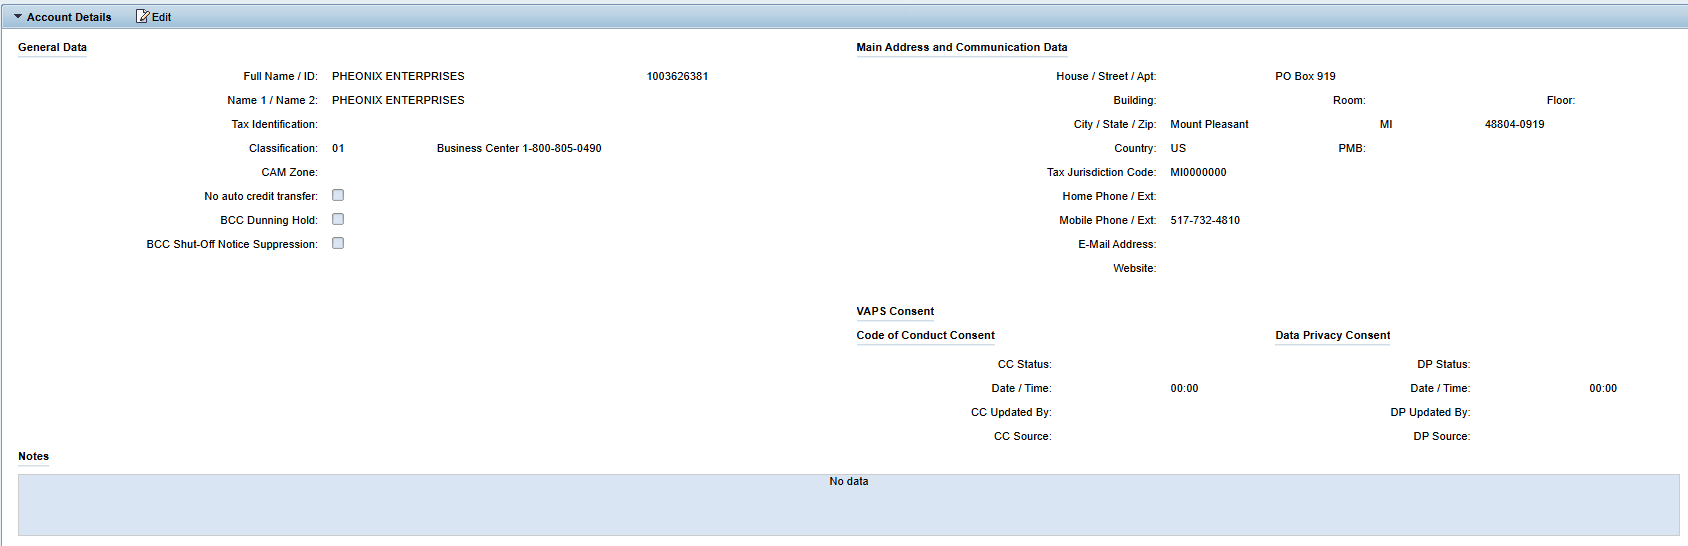 Account Details Edit
General Data
Full Name / ID: PHEONIX ENTERPRISES 1003626381
Name 1 / Name 2: PHEONIX ENTERPRISES
Tax Identification:
Classification: 01 Business Center 1-800-805-0490
CAM Zone:
No auto credit transfer:
BCC Dunning Hold:
BCC Shut-Off Notice Suppression:
Main Address and Communication Data
House / Street / Apt: PO Box 919
Building: Room: Floor:
City / State / Zip: Mount Pleasant MI 48804-0919
Country: US PMB:
Tax Jurisdiction Code: MI0000000
Home Phone / Ext:
Mobile Phone / Ext: 517-732-4810
E-Mail Address:
Website:
VAPS Consent
Code of Conduct Consent
CC Status:
Date / Time: 00:00
CC Updated By:
CC Source:
Data Privacy Consent
DP Status:
Date / Time: 00:00
DP Updated By:
DP Source:
Notes
No data